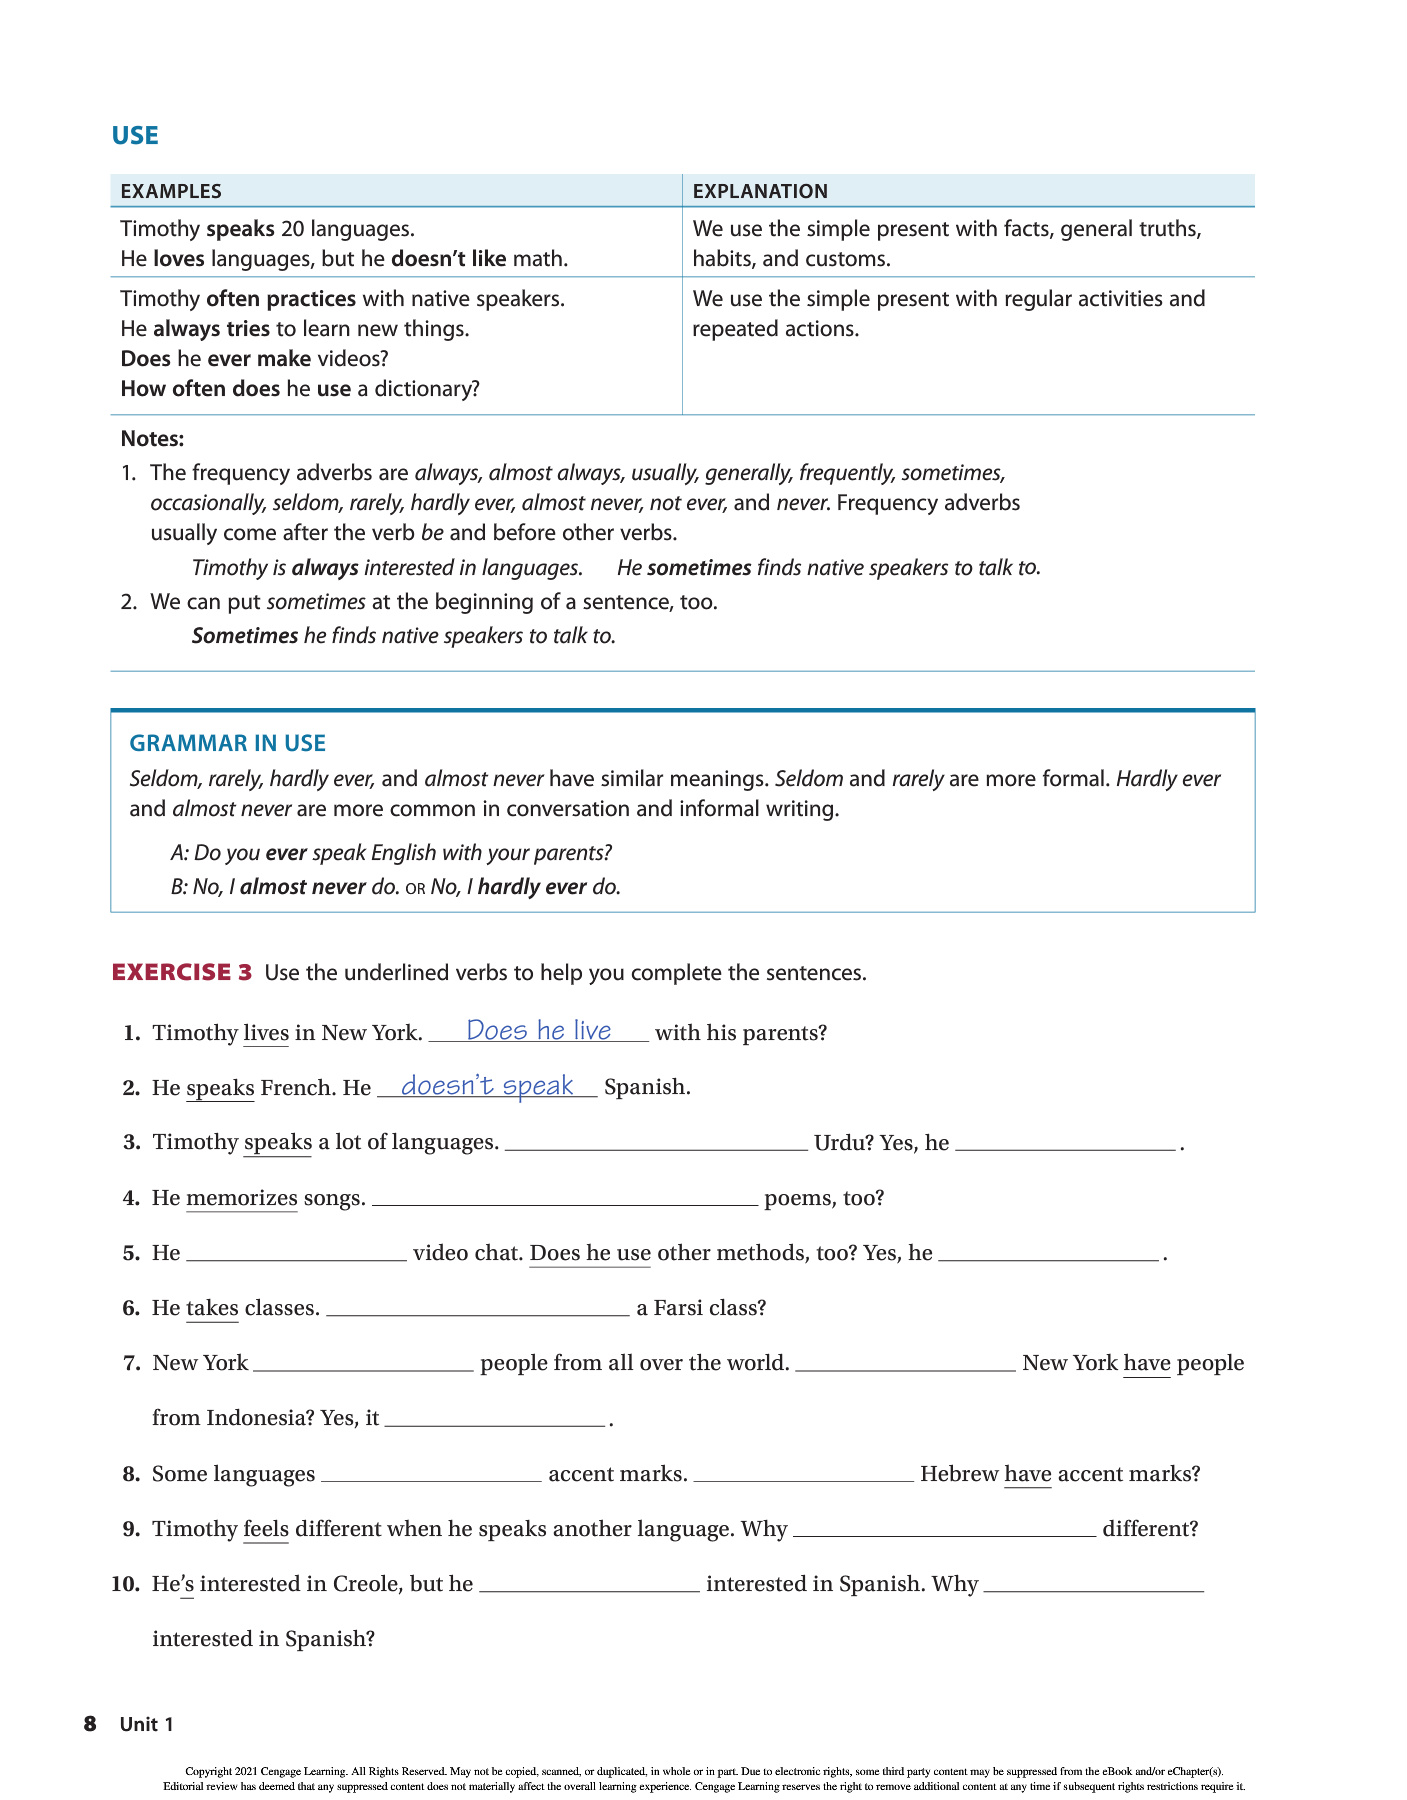 USE
EXAMPLES
EXPLANATION
Timothy speaks 20 languages.
He loves languages, but he doesn't like math.
We use the simple present with facts, general truths,
habits, and customs.
Timothy often practices with native speakers.
He always tries to learn new things.
Does he ever make videos?
How often does he use a dictionary?
We use the simple present with regular activities and
repeated actions.
Notes:
1. The frequency adverbs are always, almost always, usually, generally, frequently, sometimes,
occasionally, seldom, rarely, hardly ever, almost never, not ever, and never. Frequency adverbs
usually come after the verb be and before other verbs.
Timothy is always interested in languages. He sometimes finds native speakers to talk to.
2. We can put sometimes at the beginning of a sentence, too.
Sometimes he finds native speakers to talk to.
GRAMMAR IN USE
Seldom, rarely, hardly ever, and almost never have similar meanings. Seldom and rarely are more formal. Hardly ever
and almost never are more common in conversation and informal writing.
A: Do you ever speak English with your parents?
B: No, I almost never do. OR No, I hardly ever do.
EXERCISE 3 Use the underlined verbs to help you complete the sentences.
1. Timothy lives in New York. Does he live with his parents?
2. He speaks French. He doesn't speak Spanish.
3. Timothy speaks a lot of languages. ____ Urdu? Yes, he ____.
4. He memorizes songs. ____ poems, too?
5. He ____ video chat. Does he use other methods, too? Yes, he ____.
6. He takes classes. ____ a Farsi class?
7. New York ____ people from all over the world. ____ New York have people
from Indonesia? Yes, it ____.
8. Some languages ____ accent marks. ____ Hebrew have accent marks?
9. Timothy feels different when he speaks another language. Why ____ different?
10. He's interested in Creole, but he ____ interested in Spanish. Why ____
interested in Spanish?
8 Unit 1
Copyright 2021 Cengage Learning. All Rights Reserved. May not be copied, scanned, or duplicated, in whole or in part. Due to electronic rights, some third party content may be suppressed from the eBook and/or eChapter(s).
Editorial review has deemed that any suppressed content does not materially affect the overall learning experience. Cengage Learning reserves the right to remove additional content at any time if subsequent rights restrictions require it.